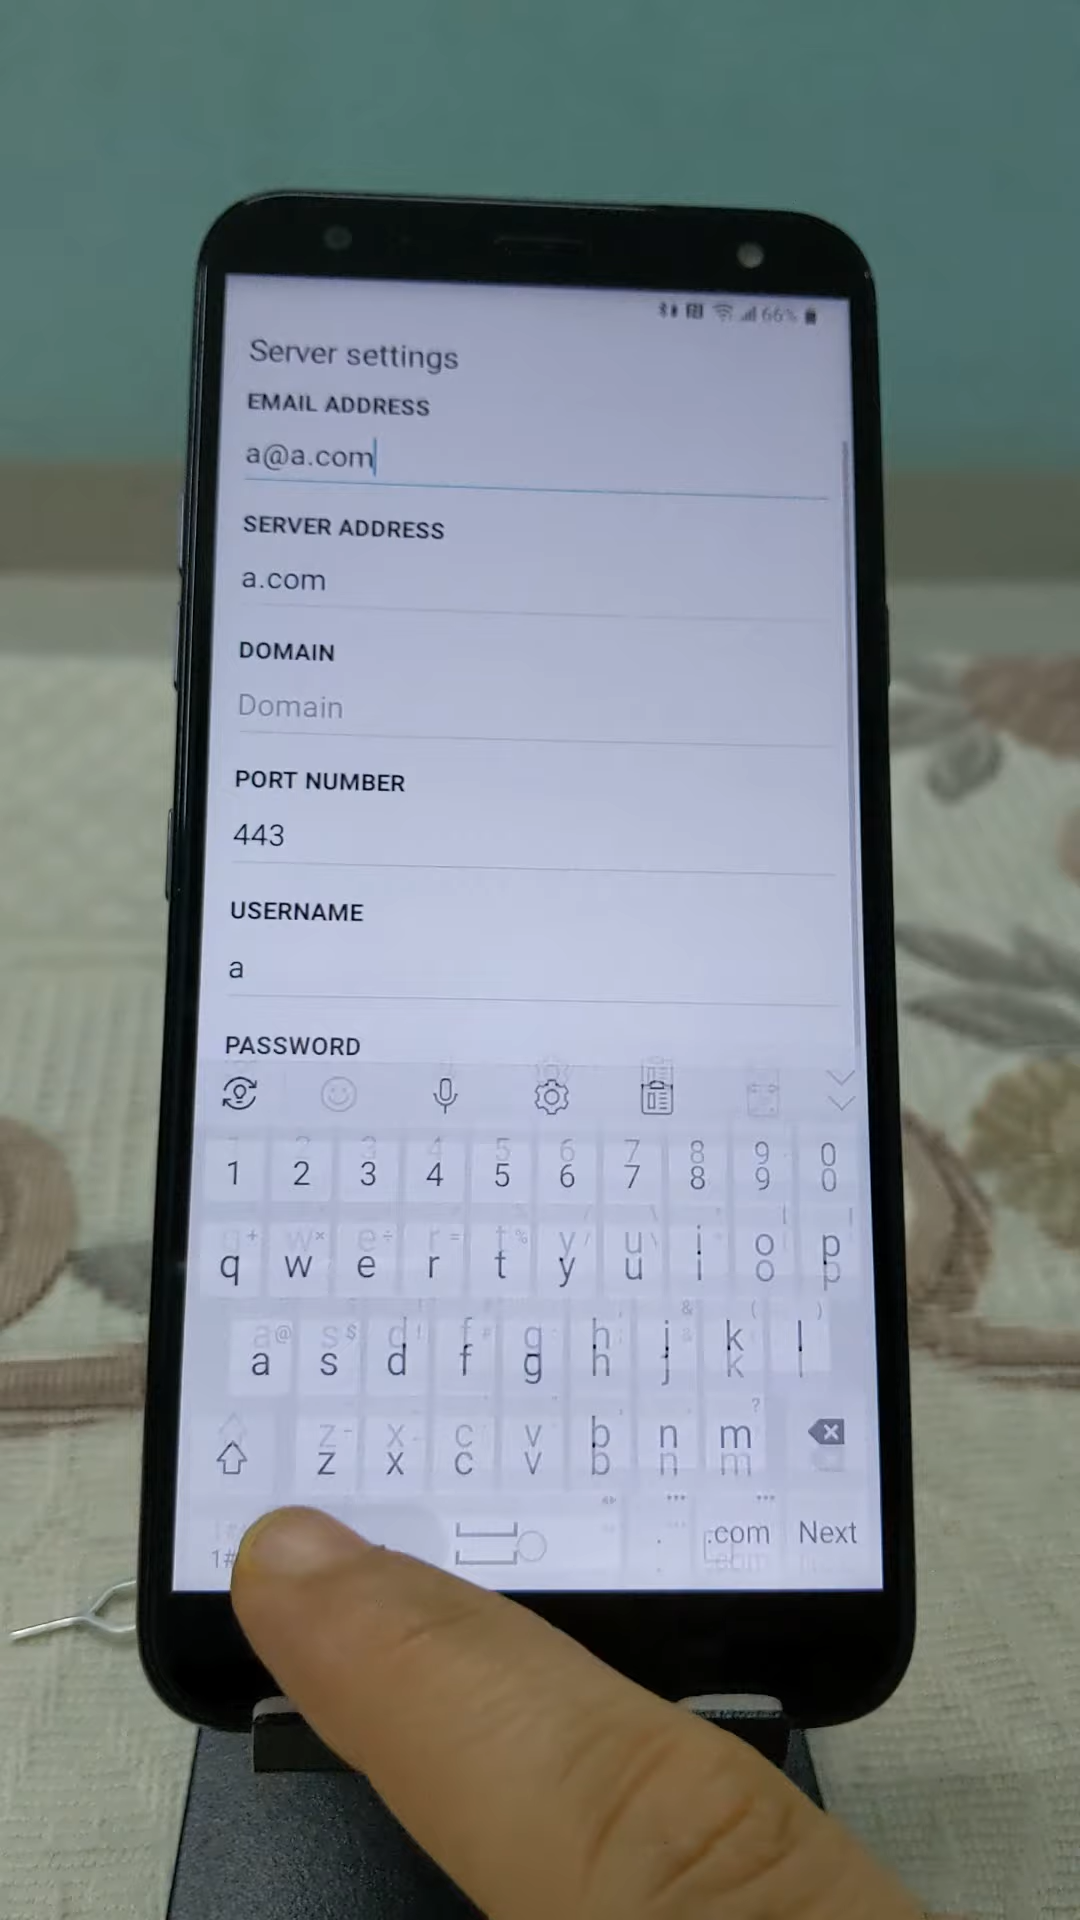 66%
Server settings
EMAIL ADDRESS
a@a.com
SERVER ADDRESS
a.com
DOMAIN
Domain
PORT NUMBER
443
USERNAME
a
PASSWORD
1 2 3 4 5 6 7 8 9 0
q w e r t y u i o p
a s d f g h j k l
z x c v b n m
1# .com Next